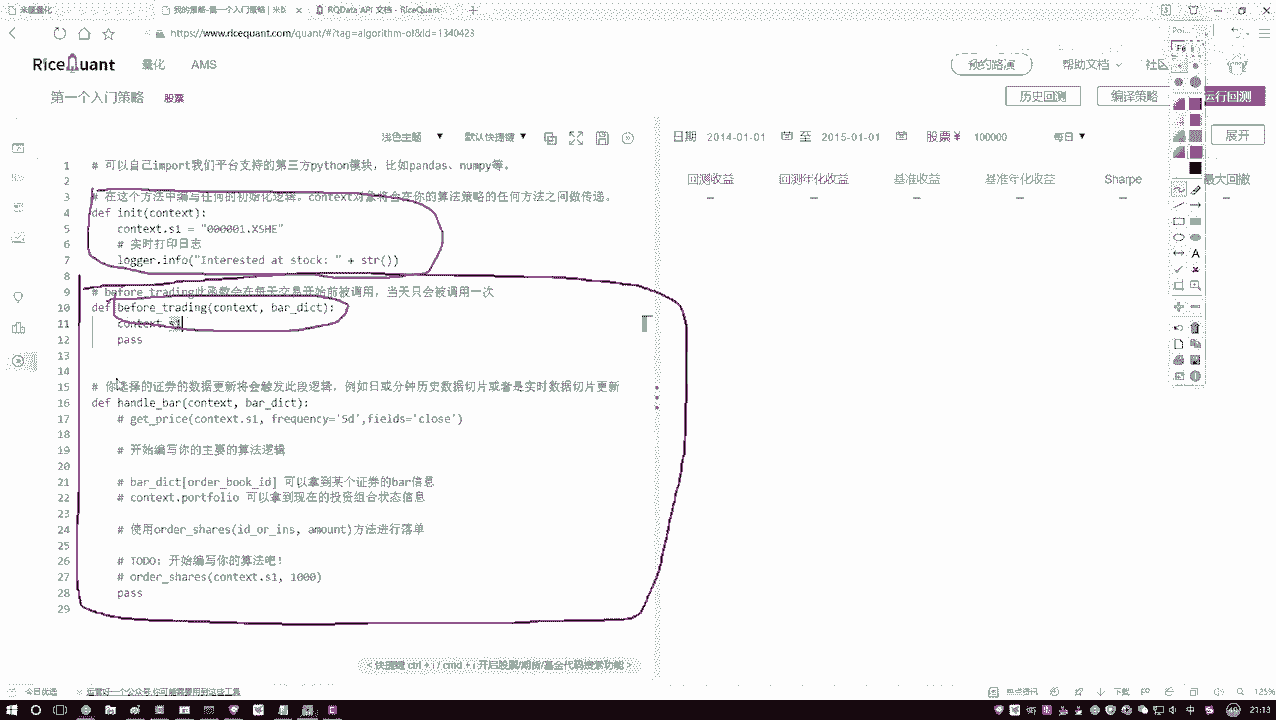 米筐量化
我的策略-第一个入门策略 | 米筐
RQData API 文档 - RiceQuant
https://www.ricequant.com/quant/#?tag=algorithm-of&id=1340423
RiceQuant 量化 AMS 预约路演 帮助文档 社区
第一个入门策略 股票 历史回测 编译策略 运行回测
浅色主题 默认快捷键 日期 2014-01-01 至 2015-01-01 股票 ¥ 100000 每日 展开
回测收益 回测年化收益 基准收益 基准年化收益 Sharpe 最大回撤
-- -- -- -- -- --
1 # 可以自己import我们平台支持的第三方python模块，比如pandas、numpy等。
2
3 # 在这个方法中编写任何的初始化逻辑。context对象将会在你的算法策略的任何方法之间做传递。
4 def init(context):
5 context.s1 = "000001.XSHE"
6 # 实时打印日志
7 logger.info("Interested at stock: " + str())
8
9 # before_trading此函数会在每天交易开始前被调用，当天只会被调用一次
10 def before_trading(context, bar_dict):
11 context.s1
12 pass
13
14
15 # 你选择的证券的数据更新将会触发此段逻辑，例如日或分钟历史数据切片或者是实时数据切片更新
16 def handle_bar(context, bar_dict):
17 # get_price(context.s1, frequency='5d',fields='close')
18
19 # 开始编写你的主要的算法逻辑
20
21 # bar_dict[order_book_id] 可以拿到某个证券的bar信息
22 # context.portfolio 可以拿到现在的投资组合状态信息
23
24 # 使用order_shares(id_or_ins, amount)方法进行落单
25
26 # TODO: 开始编写你的算法吧！
27 # order_shares(context.s1, 1000)
28 pass
29
< 快捷键 ctrl + i / cmd + i 开启股票/期货/基金代码搜索功能 >
今日优选 运营好一个公众号,你可能需要用到这些工具 热点资讯 下载 125%
21:13